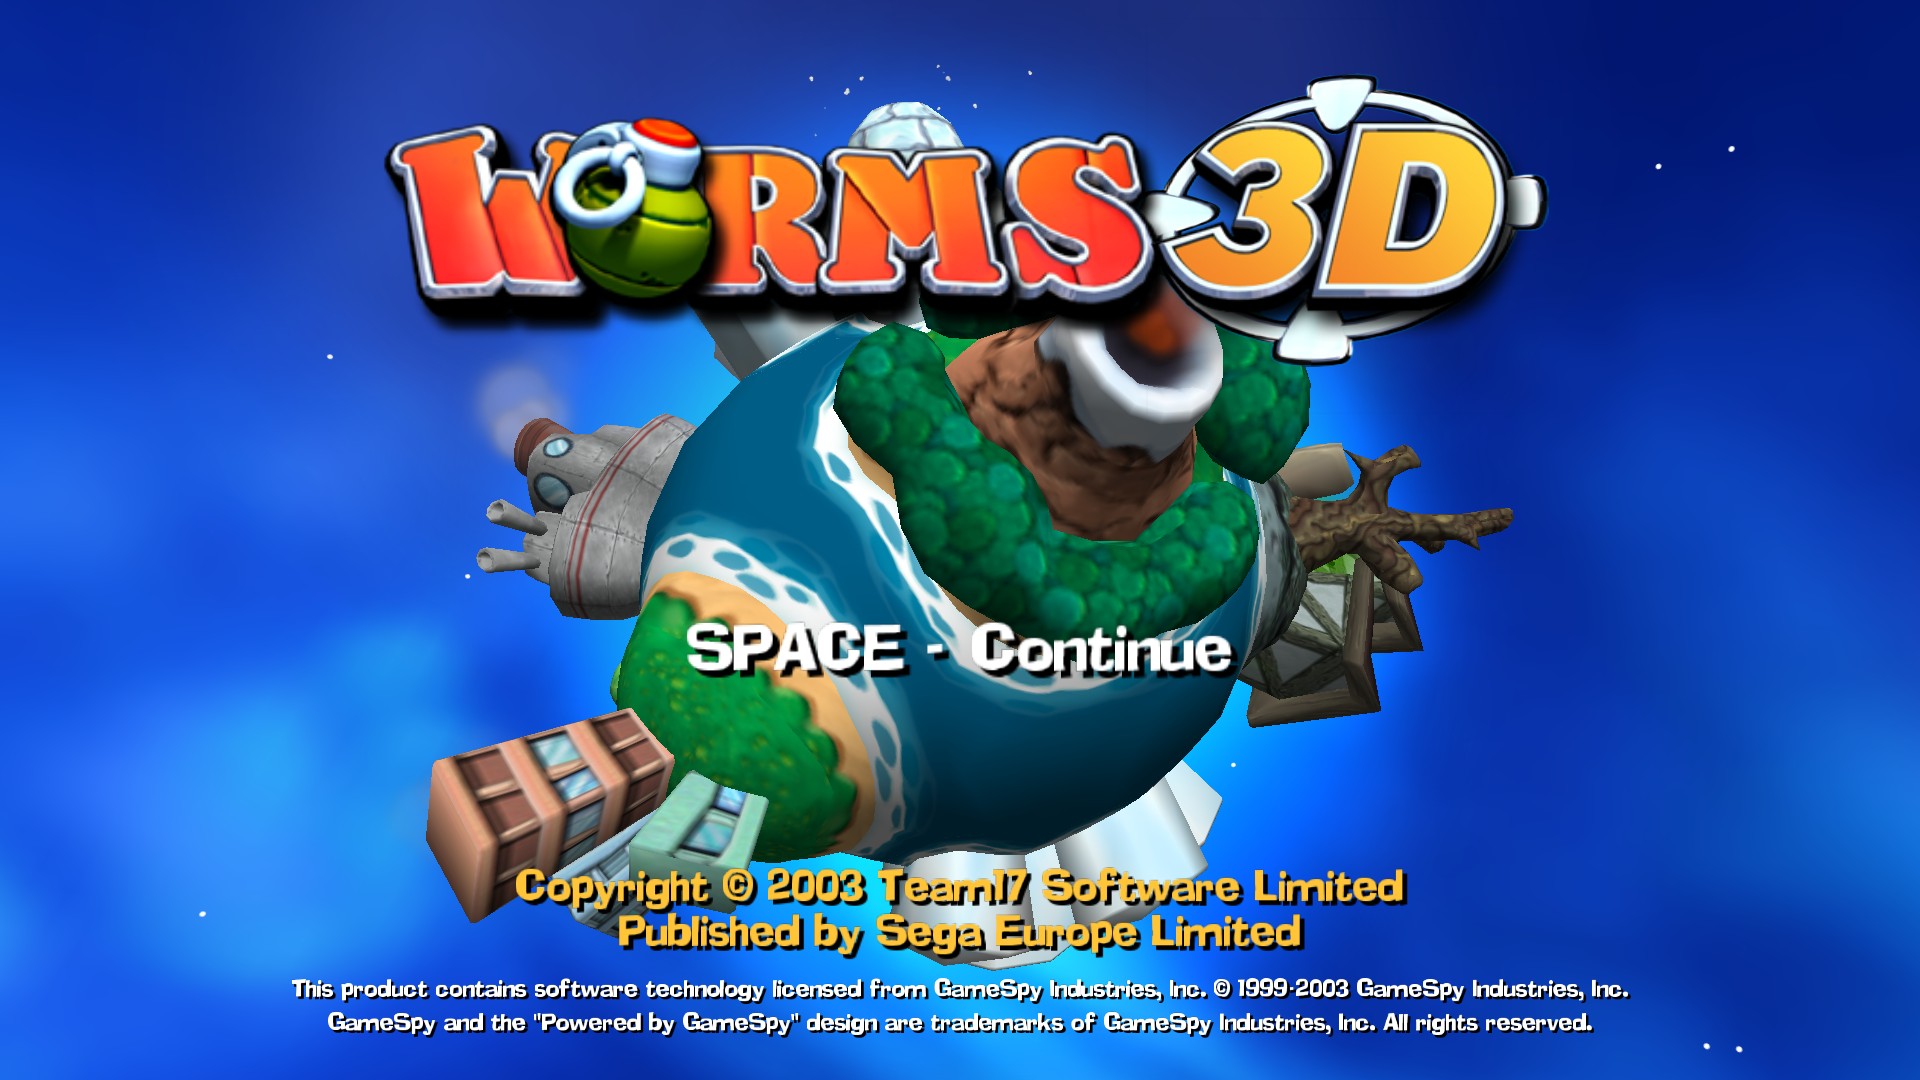 WORMS 3D
SPACE - Continue
Copyright © 2003 Team17 Software Limited
Published by Sega Europe Limited
This product contains software technology licensed from GameSpy Industries, Inc. © 1999-2003 GameSpy Industries, Inc.
GameSpy and the "Powered by GameSpy" design are trademarks of GameSpy Industries, Inc. All rights reserved.